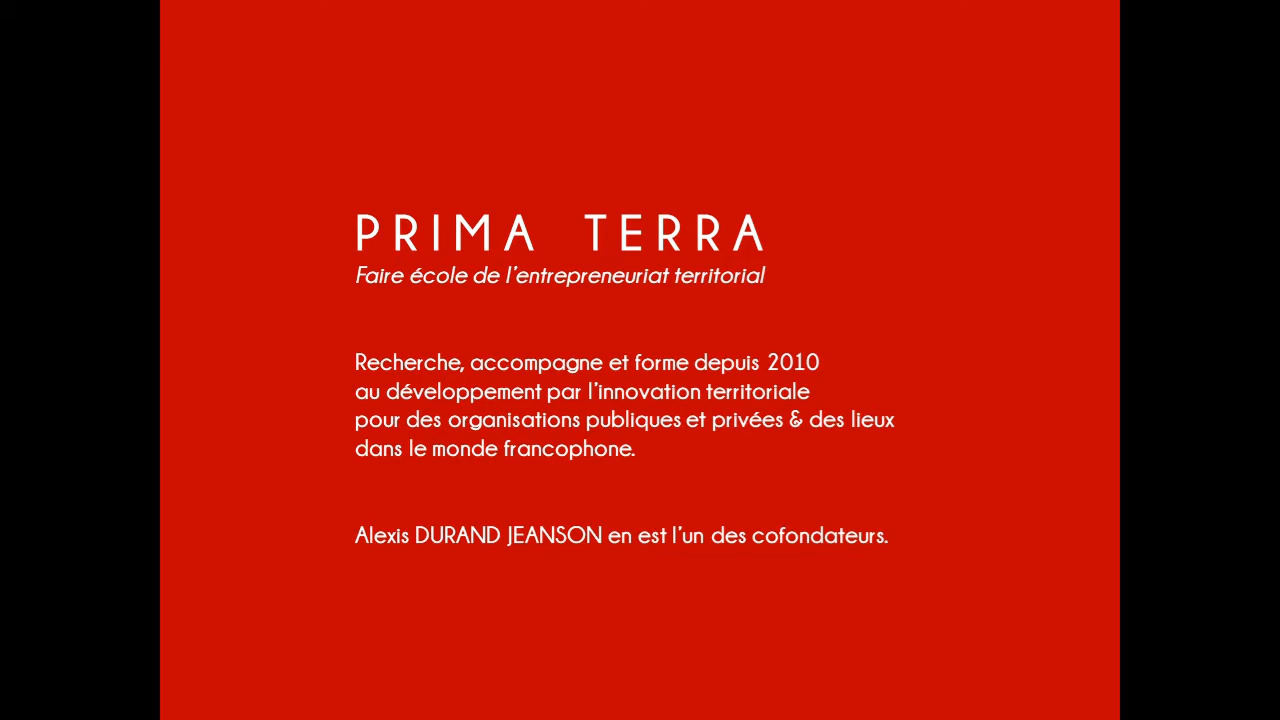 PRIMA TERRA
Faire école de l'entrepreneuriat territorial
Recherche, accompagne et forme depuis 2010
au développement par l'innovation territoriale
pour des organisations publiques et privées & des lieux
dans le monde francophone.
Alexis DURAND JEANSON en est l'un des cofondateurs.